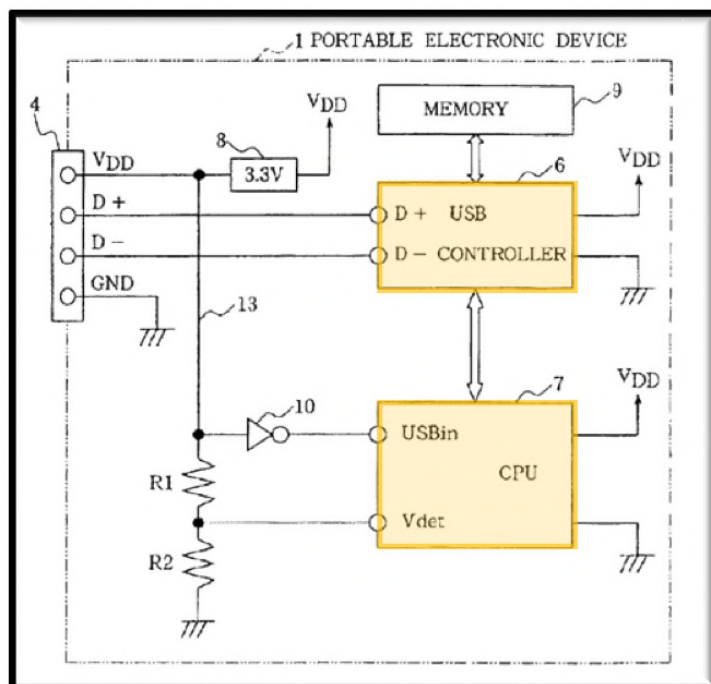 1 PORTABLE ELECTRONIC DEVICE
4
VDD
8
3.3V
VDD
MEMORY
9
6
VDD
D+
D+ USB
D-
D- CONTROLLER
GND
13
7
VDD
10
USBin
CPU
R1
Vdet
R2